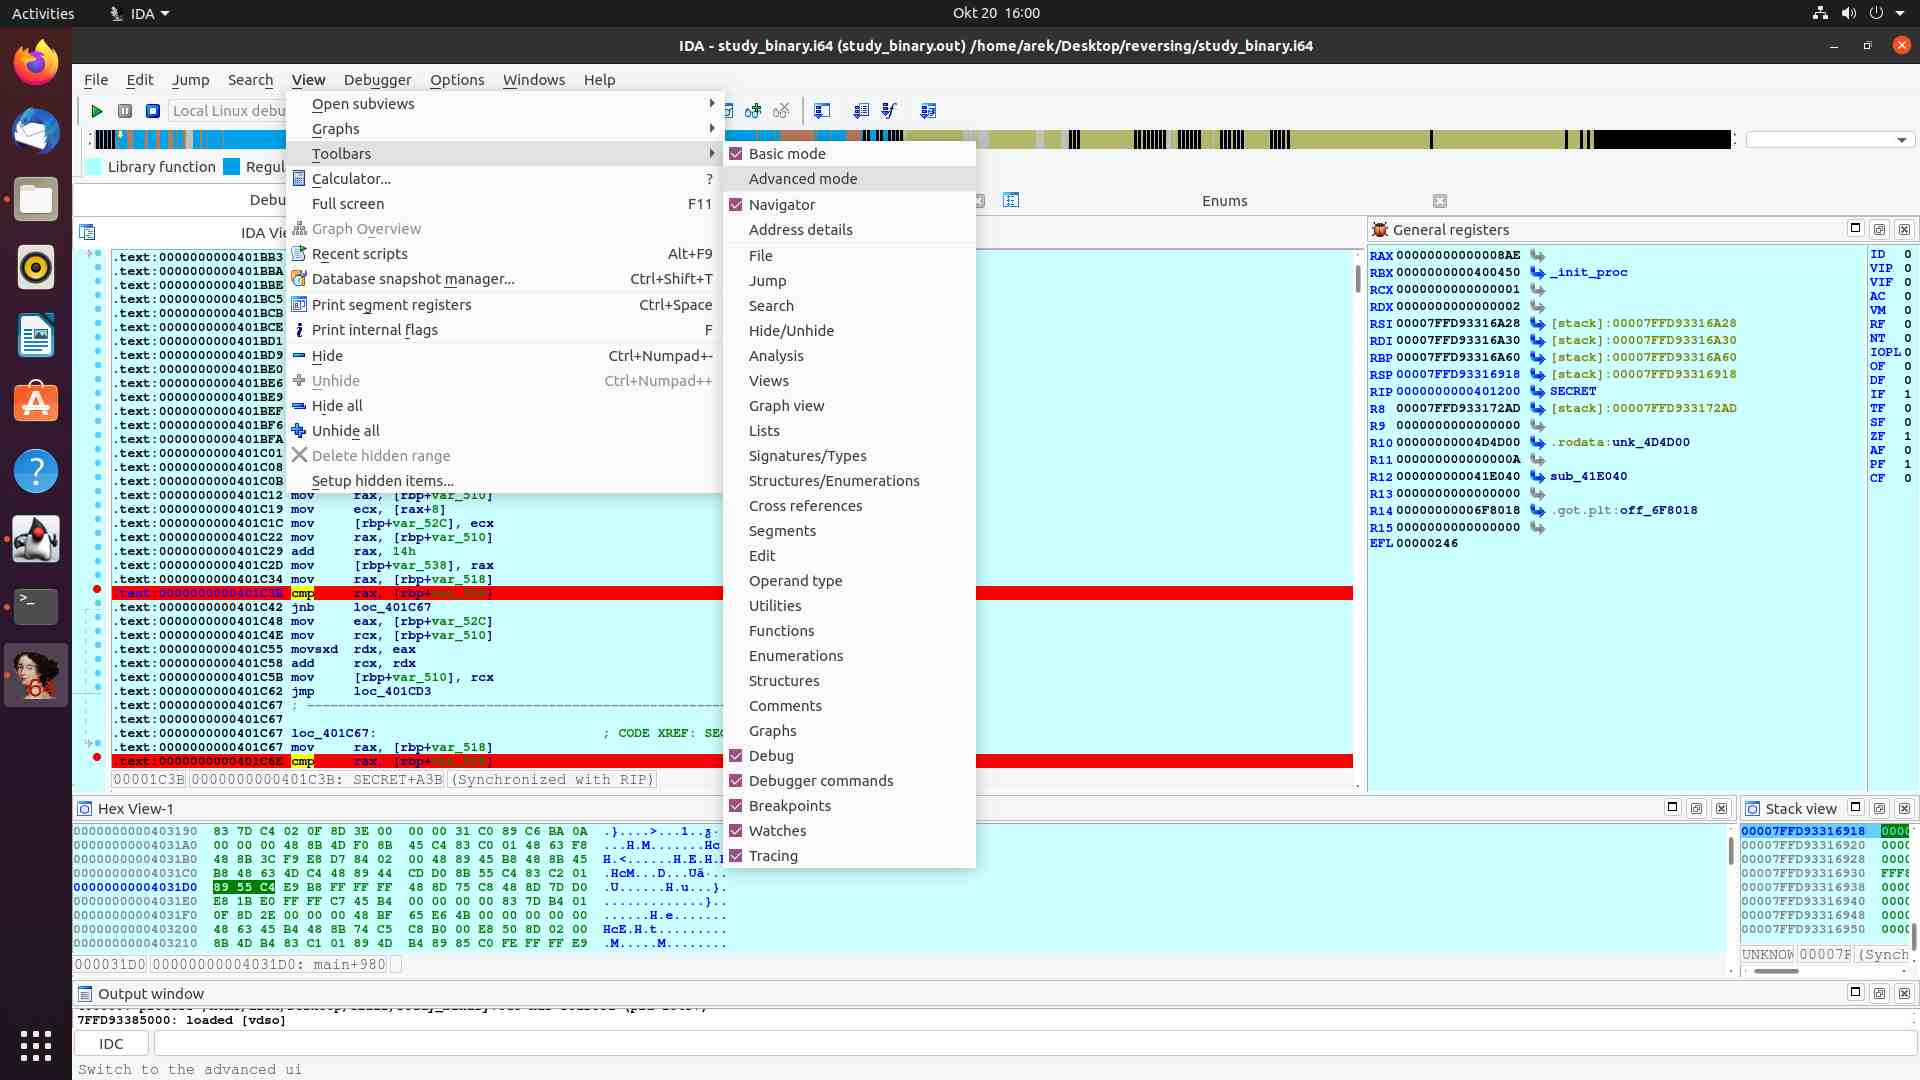 Activities
IDA
Okt 20 16:00
IDA - study_binary.i64 (study_binary.out) /home/arek/Desktop/reversing/study_binary.i64
File Edit Jump Search View Debugger Options Windows Help
Local Linux debu
Library function
Regul
Debu
Enums
IDA Vie
Open subviews
Graphs
Toolbars
Calculator... ?
Full screen F11
Graph Overview
Recent scripts Alt+F9
Database snapshot manager... Ctrl+Shift+T
Print segment registers Ctrl+Space
Print internal flags F
Hide Ctrl+Numpad+-
Unhide Ctrl+Numpad++
Hide all
Unhide all
Delete hidden range
Setup hidden items...
Basic mode
Advanced mode
Navigator
Address details
File
Jump
Search
Hide/Unhide
Analysis
Views
Graph view
Lists
Signatures/Types
Structures/Enumerations
Cross references
Segments
Edit
Operand type
Utilities
Functions
Enumerations
Structures
Comments
Graphs
Debug
Debugger commands
Breakpoints
Watches
Tracing
.text:0000000000401BB3
.text:0000000000401BBA
.text:0000000000401BBE
.text:0000000000401BC5
.text:0000000000401BCB
.text:0000000000401BCE
.text:0000000000401BD1
.text:0000000000401BD9
.text:0000000000401BE0
.text:0000000000401BE6
.text:0000000000401BE9
.text:0000000000401BEF
.text:0000000000401BF6
.text:0000000000401BFA
.text:0000000000401C01
.text:0000000000401C08
.text:0000000000401C0B
.text:0000000000401C12 mov rax, [rbp+var_510]
.text:0000000000401C19 mov ecx, [rax+8]
.text:0000000000401C1C mov [rbp+var_52C], ecx
.text:0000000000401C22 mov rax, [rbp+var_510]
.text:0000000000401C29 add rax, 14h
.text:0000000000401C2D mov [rbp+var_538], rax
.text:0000000000401C34 mov rax, [rbp+var_518]
.text:0000000000401C3B cmp rax, [rbp+
.text:0000000000401C42 jnb loc_401C67
.text:0000000000401C48 mov eax, [rbp+var_52C]
.text:0000000000401C4E mov rcx, [rbp+var_510]
.text:0000000000401C55 movsxd rdx, eax
.text:0000000000401C58 add rcx, rdx
.text:0000000000401C5B mov [rbp+var_510], rcx
.text:0000000000401C62 jmp loc_401CD3
.text:0000000000401C67 ; ---
.text:0000000000401C67
.text:0000000000401C67 loc_401C67: ; CODE XREF: SEC
.text:0000000000401C67 mov rax, [rbp+var_518]
.text:0000000000401C6E cmp rax, [rbp+
00001C3B 0000000000401C3B: SECRET+A3B (Synchronized with RIP)
General registers
RAX 00000000000008AE
RBX 0000000000400450 _init_proc
RCX 0000000000000001
RDX 0000000000000002
RSI 00007FFD93316A28 [stack]:00007FFD93316A28
RDI 00007FFD93316A30 [stack]:00007FFD93316A30
RBP 00007FFD93316A60 [stack]:00007FFD93316A60
RSP 00007FFD93316918 [stack]:00007FFD93316918
RIP 0000000000401200 SECRET
R8 00007FFD933172AD [stack]:00007FFD933172AD
R9 0000000000000000
R10 00000000004D4D00 .rodata:unk_4D4D00
R11 000000000000000A
R12 000000000041E040 sub_41E040
R13 0000000000000000
R14 00000000006F8018 .got.plt:off_6F8018
R15 0000000000000000
EFL 00000246
ID 0
VIP 0
VIF 0
AC 0
VM 0
RF 0
NT 0
IOPL 0
OF 0
DF 0
IF 1
TF 0
SF 0
ZF 1
AF 0
PF 1
CF 0
Hex View-1
0000000000403190 83 7D C4 02 0F 8D 3E 00 00 00 31 C0 89 C6 BA 0A
00000000004031A0 00 00 00 48 8B 4D F0 8B 45 C4 83 C0 01 48 63 F8
00000000004031B0 48 8B 3C F9 E8 D7 84 02 00 48 89 45 B8 48 8B 45
00000000004031C0 B8 48 63 4D C4 48 89 44 CD D0 8B 55 C4 83 C2 01
00000000004031D0 89 55 C4 E9 B8 FF FF FF 48 8D 75 C8 48 8D 7D D0
00000000004031E0 E8 1B E0 FF FF C7 45 B4 00 00 00 00 83 7D B4 01
00000000004031F0 0F 8D 2E 00 00 00 48 BF 65 E6 4B 00 00 00 00 00
0000000000403200 48 63 45 B4 48 8B 74 C5 C8 B0 00 E8 50 8D 02 00
0000000000403210 8B 4D B4 83 C1 01 89 4D B4 89 85 C0 FE FF FF E9
000031D0 00000000004031D0: main+980
Stack view
00007FFD93316918 0000
00007FFD93316920
00007FFD93316928 0000
00007FFD93316930 FFF8
00007FFD93316938 0000
00007FFD93316940 0000
00007FFD93316948 0000
00007FFD93316950 0000
UNKNOW 00007F (Synch
Output window
7FFD93385000: loaded [vdso]
IDC
Switch to the advanced ui